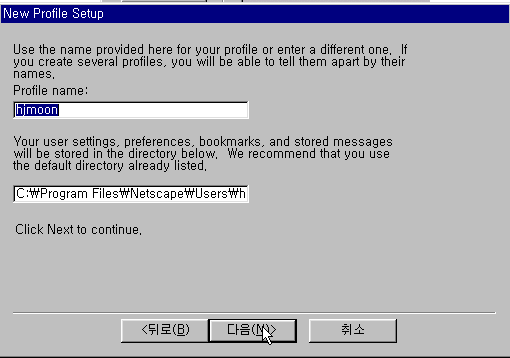 New Profile Setup
Use the name provided here for your profile or enter a different one. If
you create several profiles, you will be able to tell them apart by their
names.
Profile name:
hjmoon
Your user settings, preferences, bookmarks, and stored messages
will be stored in the directory below. We recommend that you use
the default directory already listed.
C:₩Program Files₩Netscape₩Users₩h
Click Next to continue.
<뒤로(B) 다음(N)> 취소